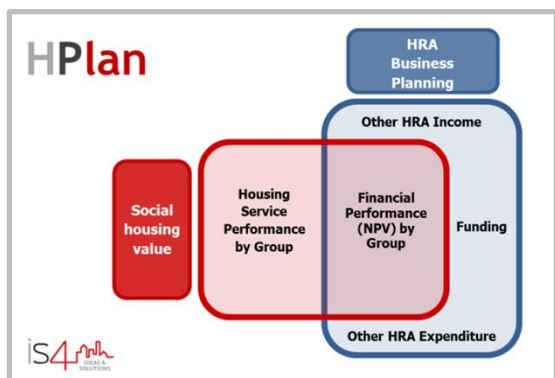 HPlan
HRA
Business
Planning
Other HRA Income
Social
housing
value
Housing
Service
Performance
by Group
Financial
Performance
(NPV) by
Group
Funding
Other HRA Expenditure
iS4
IDEAS &
SOLUTIONS